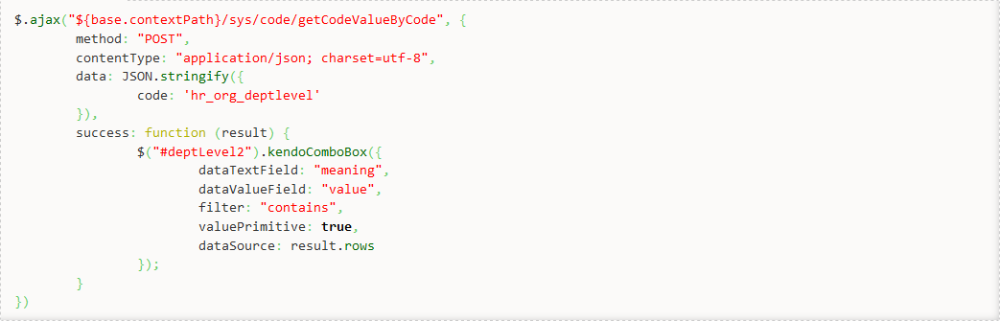 $.ajax("${base.contextPath}/sys/code/getCodeValueByCode", {
        method: "POST",
        contentType: "application/json; charset=utf-8",
        data: JSON.stringify({
                code: 'hr_org_deptlevel'
        }),
        success: function (result) {
                $("#deptLevel2").kendoComboBox({
                        dataTextField: "meaning",
                        dataValueField: "value",
                        filter: "contains",
                        valuePrimitive: true,
                        dataSource: result.rows
                });
        }
})